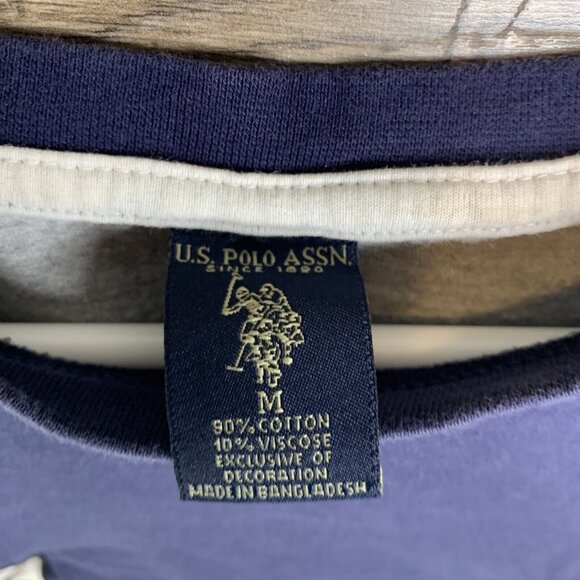 U.S. POLO ASSN.
SINCE 1890
M
90% COTTON
10% VISCOSE
EXCLUSIVE OF
DECORATION
MADE IN BANGLADESH